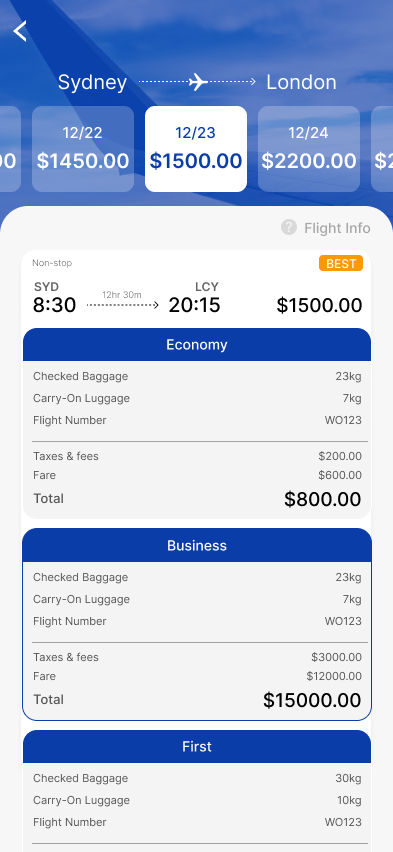 Sydney London
00 12/22 12/23 12/24 $2
$1450.00 $1500.00 $2200.00
? Flight Info
Non-stop BEST
SYD 12hr 30m LCY
8:30 20:15 $1500.00
Economy
Checked Baggage 23kg
Carry-On Luggage 7kg
Flight Number WO123
Taxes & fees $200.00
Fare $600.00
Total $800.00
Business
Checked Baggage 23kg
Carry-On Luggage 7kg
Flight Number WO123
Taxes & fees $3000.00
Fare $12000.00
Total $15000.00
First
Checked Baggage 30kg
Carry-On Luggage 10kg
Flight Number WO123